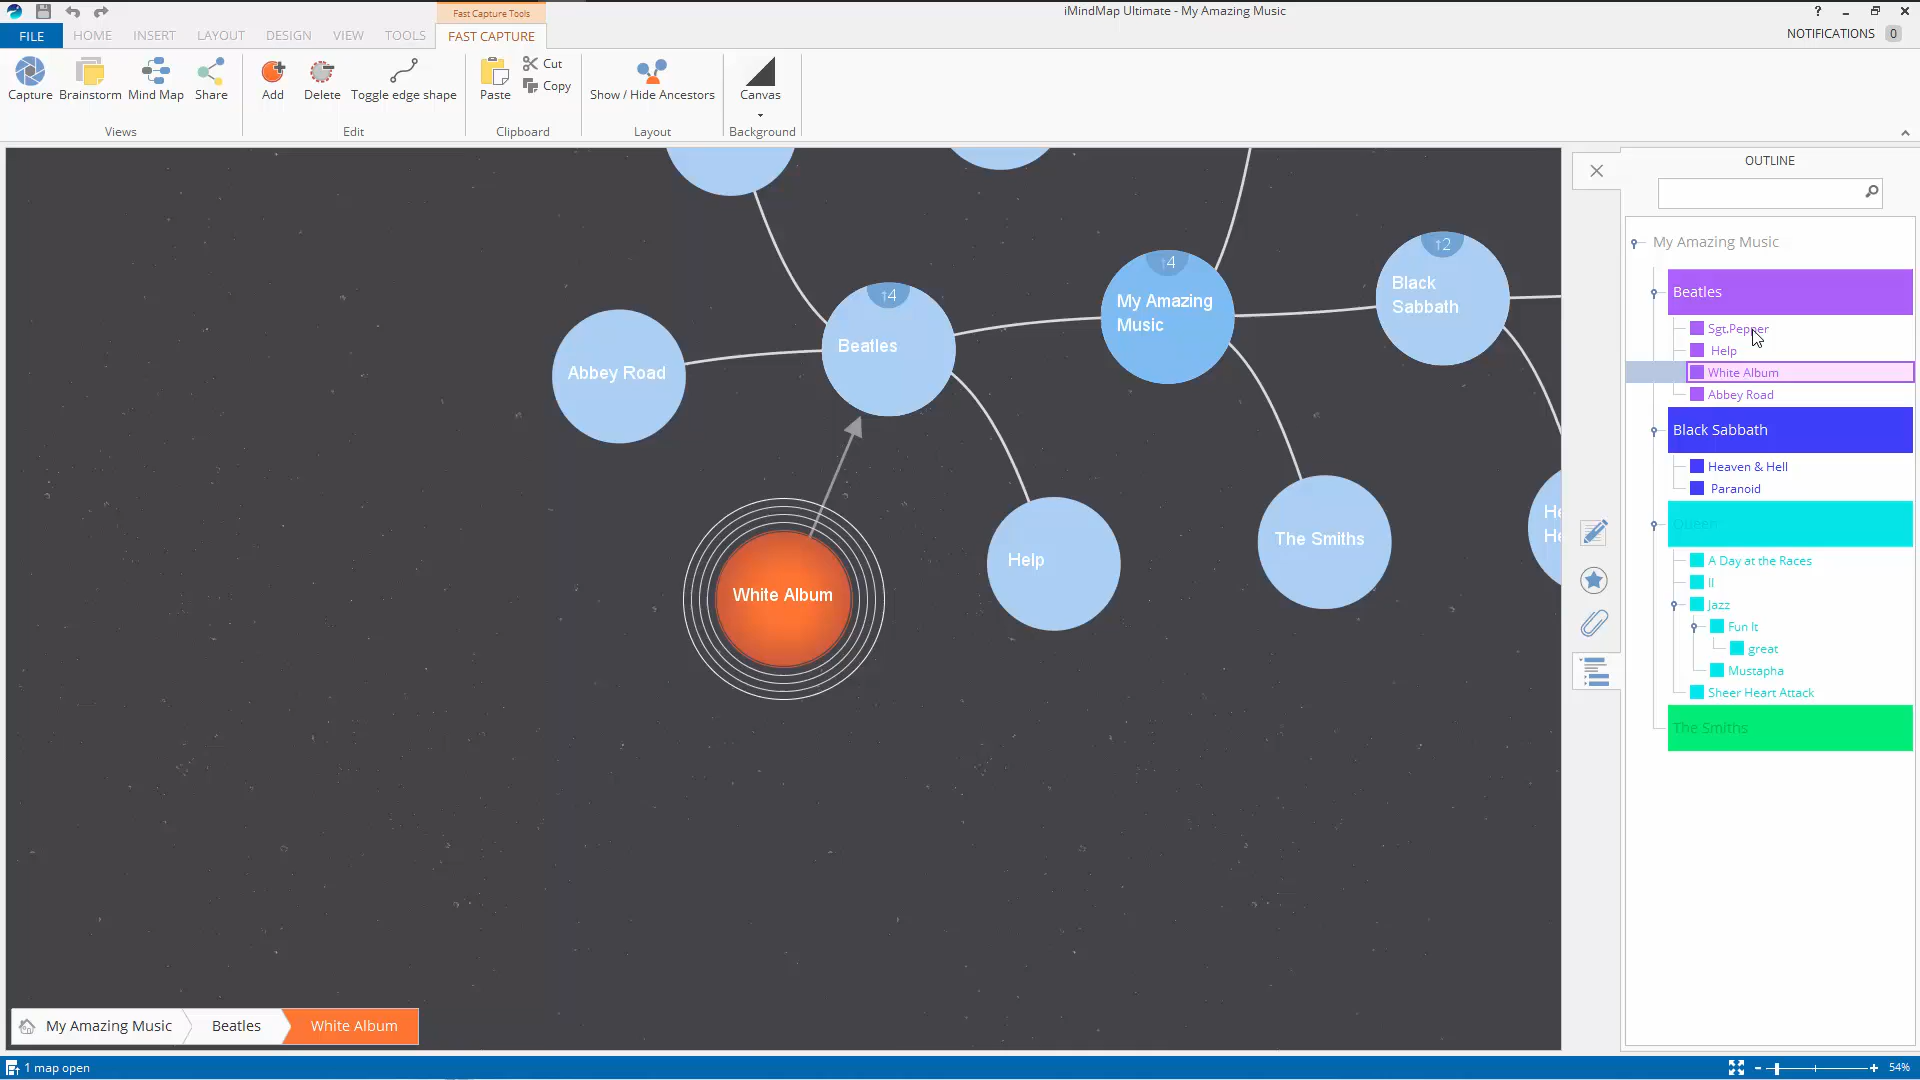 Fast Capture Tools
iMindMap Ultimate - My Amazing Music
?
FILE
HOME
INSERT
LAYOUT
DESIGN
VIEW
TOOLS
FAST CAPTURE
NOTIFICATIONS 0
Capture
Brainstorm
Mind Map
Share
Views
Add
Delete
Toggle edge shape
Edit
Paste
Cut
Copy
Clipboard
Show / Hide Ancestors
Layout
Canvas
Background
↑4
Beatles
Abbey Road
↑4
My Amazing
Music
↑2
Black
Sabbath
White Album
Help
The Smiths
He
He
My Amazing Music
Beatles
White Album
OUTLINE
My Amazing Music
Beatles
Sgt.Pepper
Help
White Album
Abbey Road
Black Sabbath
Heaven & Hell
Paranoid
Queen
A Day at the Races
II
Jazz
Fun It
great
Mustapha
Sheer Heart Attack
The Smiths
1 map open
54%